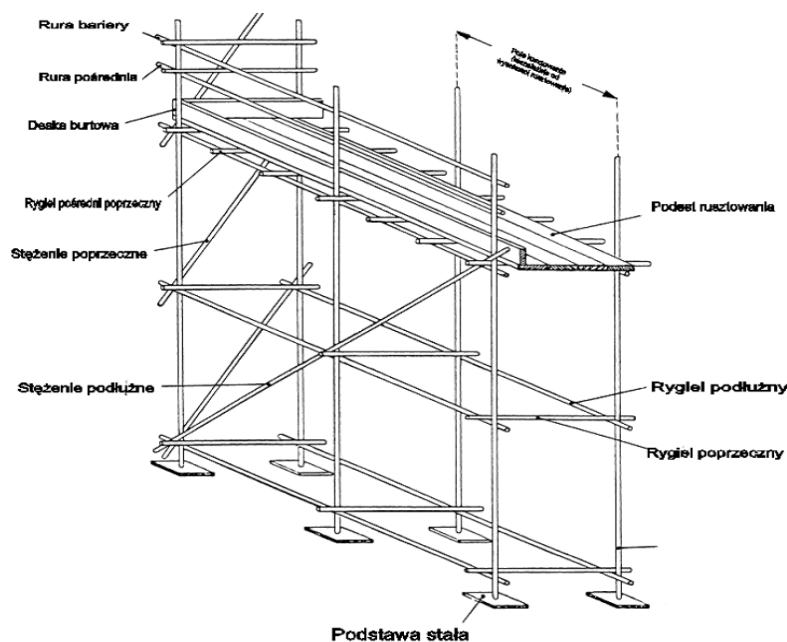 Rura bariery
Rura pośrednia
Deska burtowa
Rygiel pośredni poprzeczny
Stężenie poprzeczne
Stężenie podłużne
Podest rusztowania
Rygiel podłużny
Rygiel poprzeczny
Podstawa stała